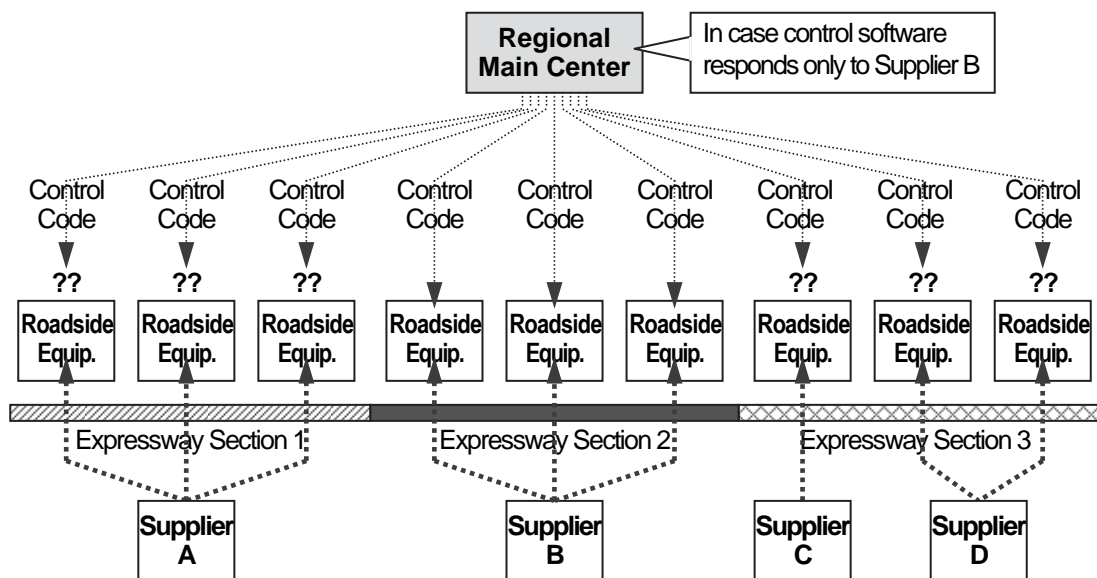 Regional
Main Center
In case control software
responds only to Supplier B
Control
Code
Control
Code
Control
Code
Control
Code
Control
Code
Control
Code
Control
Code
Control
Code
Control
Code
??
??
??
??
??
??
Roadside
Equip.
Roadside
Equip.
Roadside
Equip.
Roadside
Equip.
Roadside
Equip.
Roadside
Equip.
Roadside
Equip.
Roadside
Equip.
Roadside
Equip.
Expressway Section 1
Expressway Section 2
Expressway Section 3
Supplier
A
Supplier
B
Supplier
C
Supplier
D